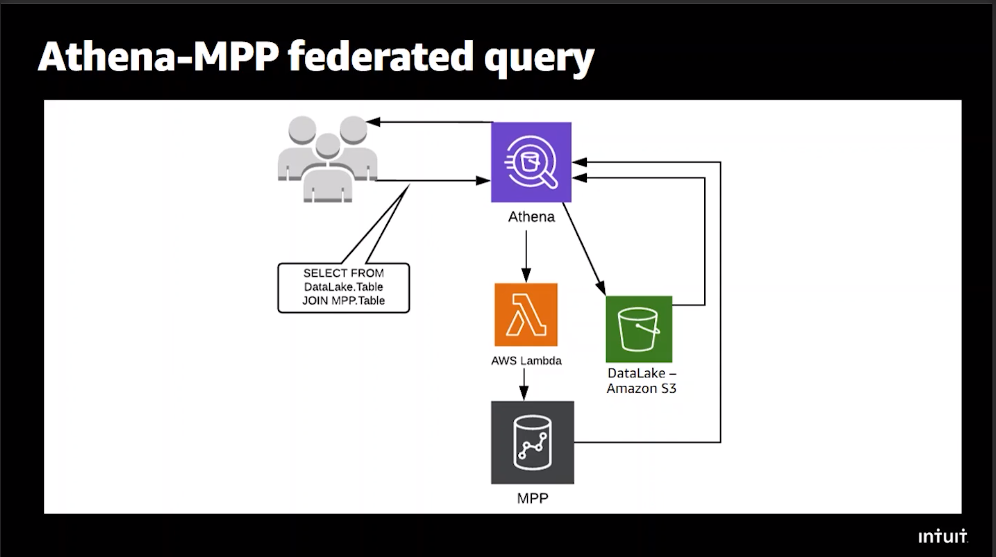 Athena-MPP federated query
Athena
SELECT FROM
DataLake.Table
JOIN MPP.Table
AWS Lambda
DataLake –
Amazon S3
MPP
INTUIT